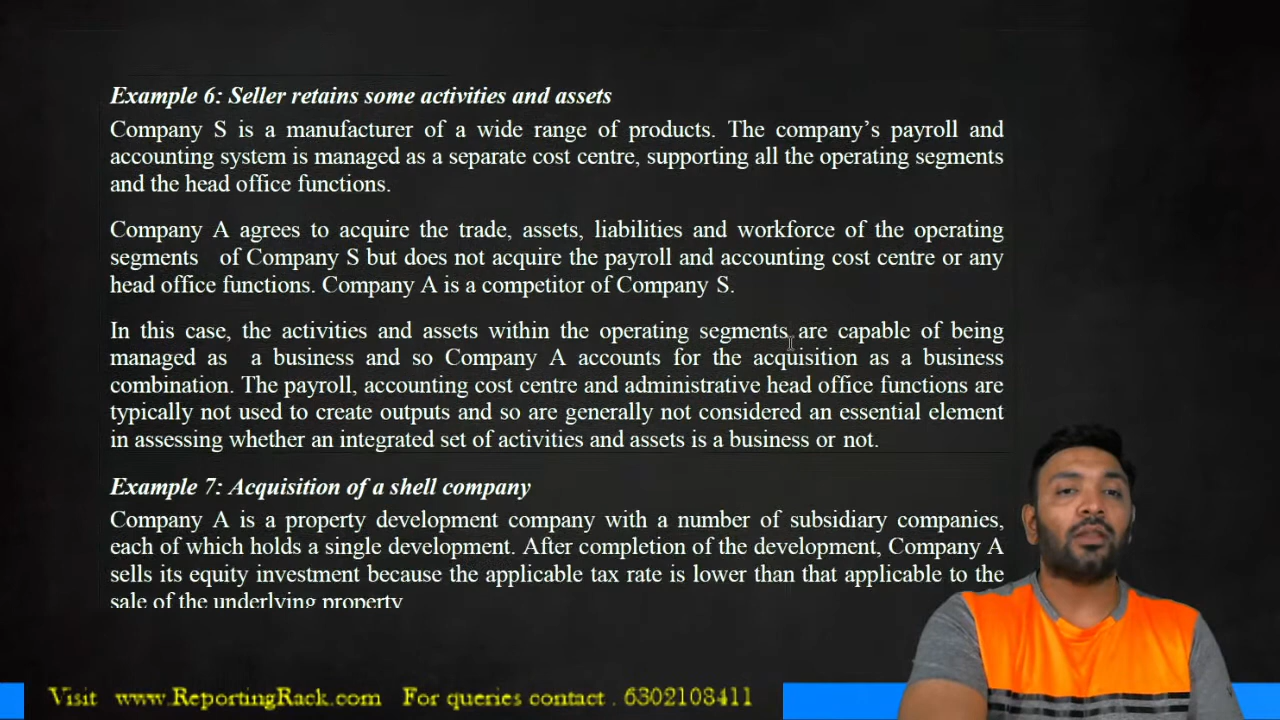 Example 6: Seller retains some activities and assets
Company S is a manufacturer of a wide range of products. The company's payroll and
accounting system is managed as a separate cost centre, supporting all the operating segments
and the head office functions.
Company A agrees to acquire the trade, assets, liabilities and workforce of the operating
segments of Company S but does not acquire the payroll and accounting cost centre or any
head office functions. Company A is a competitor of Company S.
In this case, the activities and assets within the operating segments are capable of being
managed as a business and so Company A accounts for the acquisition as a business
combination. The payroll, accounting cost centre and administrative head office functions are
typically not used to create outputs and so are generally not considered an essential element
in assessing whether an integrated set of activities and assets is a business or not.
Example 7: Acquisition of a shell company
Company A is a property development company with a number of subsidiary companies,
each of which holds a single development. After completion of the development, Company A
sells its equity investment because the applicable tax rate is lower than that applicable to the
sale of the underlying property
Visit www.ReportingRack.com For queries contact . 6302108411